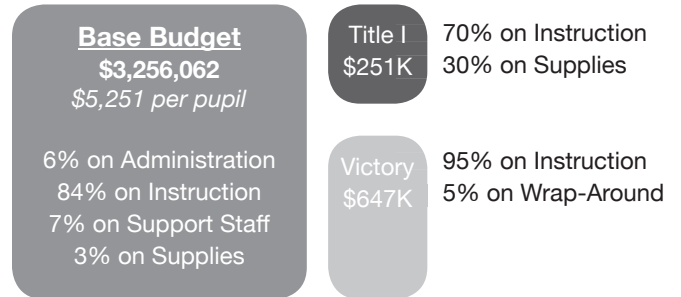 Base Budget
$3,256,062
$5,251 per pupil
6% on Administration
84% on Instruction
7% on Support Staff
3% on Supplies
Title I
$251K
70% on Instruction
30% on Supplies
Victory
$647K
95% on Instruction
5% on Wrap-Around